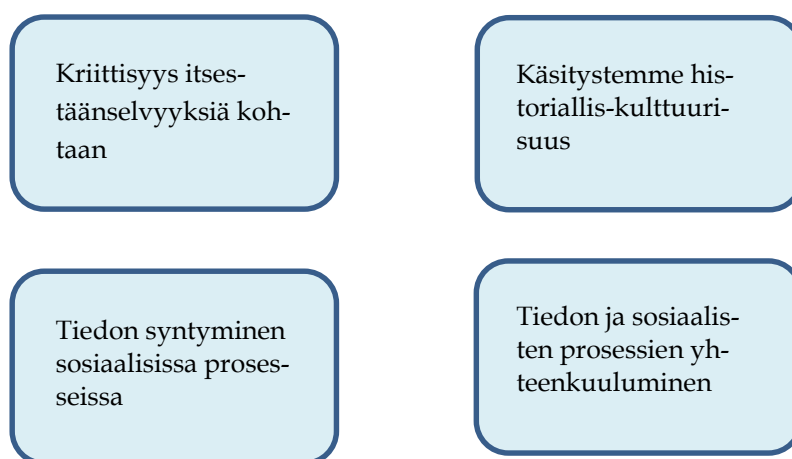 Kriittisyys itses-
täänselvyyksiä koh-
taan
Käsitystemme his-
toriallis-kulttuuri-
suus
Tiedon syntyminen
sosiaalisissa proses-
seissa
Tiedon ja sosiaalis-
ten prosessien yh-
teenkuuluminen